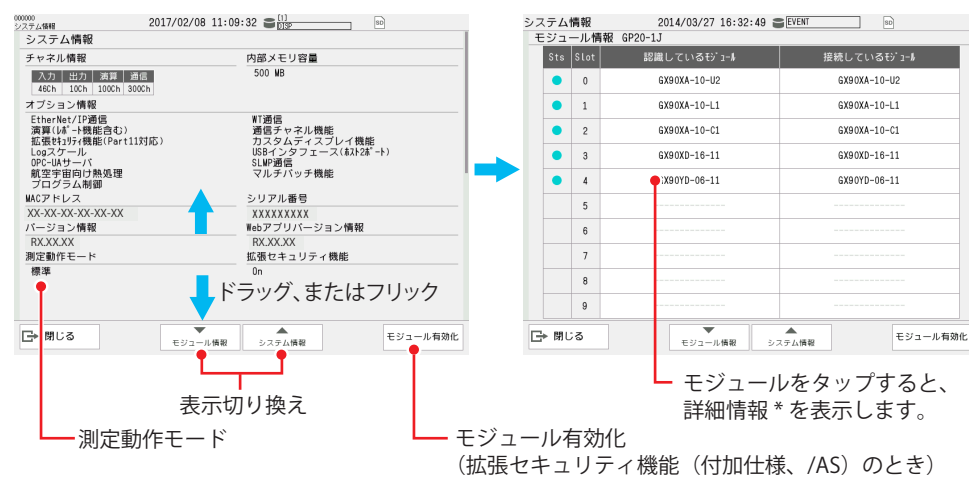 000000
システム情報
2017/02/08 11:09:32
[1]
DISP
SD
システム情報
チャネル情報
内部メモリ容量
入力 出力 演算 通信
46Ch 10Ch 100Ch 300Ch
500 MB
オプション情報
EtherNet/IP通信
演算(ﾚﾎﾟｰﾄ機能含む)
拡張ｾｷｭﾘﾃｨ機能(Part11対応)
Logスケール
OPC-UAサーバ
航空宇宙向け熱処理
プログラム制御
WT通信
通信チャネル機能
カスタムディスプレイ機能
USBインタフェース(ﾎｽﾄ2ﾎﾟｰﾄ)
SLMP通信
マルチバッチ機能
MACアドレス
シリアル番号
XX-XX-XX-XX-XX-XX
XXXXXXXXX
バージョン情報
Webアプリバージョン情報
RX.XX.XX
RX.XX.XX
測定動作モード
拡張セキュリティ機能
標準
On
ドラッグ、またはフリック
閉じる
モジュール情報
システム情報
モジュール有効化
表示切り換え
測定動作モード
モジュール有効化
（拡張セキュリティ機能（付加仕様、/AS）のとき）
システム情報
2014/03/27 16:32:49
EVENT
SD
モジュール情報 GP20-1J
Sts Slot 認識しているﾓｼﾞｭｰﾙ 接続しているﾓｼﾞｭｰﾙ
0 GX90XA-10-U2 GX90XA-10-U2
1 GX90XA-10-L1 GX90XA-10-L1
2 GX90XA-10-C1 GX90XA-10-C1
3 GX90XD-16-11 GX90XD-16-11
4 GX90YD-06-11 GX90YD-06-11
5 -------------- --------------
6 -------------- --------------
7 -------------- --------------
8 -------------- --------------
9 -------------- --------------
閉じる
モジュール情報
システム情報
モジュール有効化
モジュールをタップすると、
詳細情報 * を表示します。